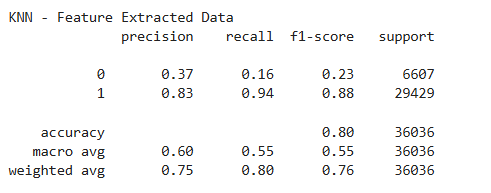 KNN - Feature Extracted Data
precision recall f1-score support
0 0.37 0.16 0.23 6607
1 0.83 0.94 0.88 29429
accuracy 0.80 36036
macro avg 0.60 0.55 0.55 36036
weighted avg 0.75 0.80 0.76 36036